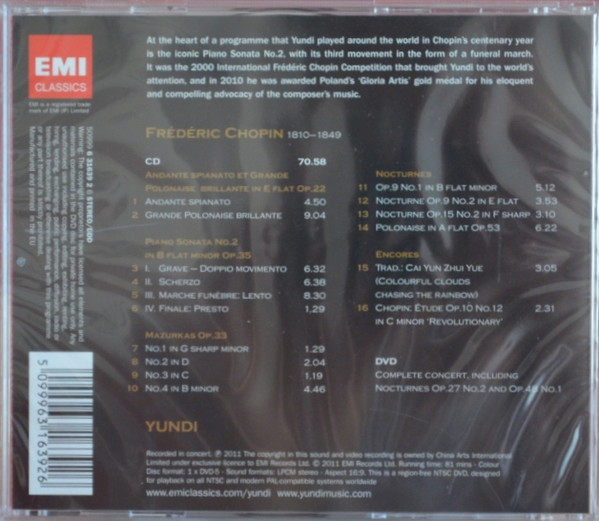 EMI
CLASSICS
EMI is a registered trade
mark of EMI (IP) Limited
At the heart of a programme that Yundi played around the world in Chopin's centenary year
is the iconic Piano Sonata No.2, with its third movement in the form of a funeral march.
It was the 2000 International Frédéric Chopin Competition that brought Yundi to the world's
attention, and in 2010 he was awarded Poland's 'Gloria Artis' gold medal for his eloquent
and compelling advocacy of the composer's music.
FRÉDÉRIC CHOPIN 1810–1849
CD 70.58
ANDANTE SPIANATO ET GRANDE
POLONAISE BRILLANTE IN E FLAT OP.22
1 ANDANTE SPIANATO 4.50
2 GRANDE POLONAISE BRILLANTE 9.04
PIANO SONATA NO.2
IN B FLAT MINOR OP.35
3 I. GRAVE – DOPPIO MOVIMENTO 6.32
4 II. SCHERZO 6.38
5 III. MARCHE FUNÈBRE: LENTO 8.30
6 IV. FINALE: PRESTO 1.29
MAZURKAS OP.33
7 NO.1 IN G SHARP MINOR 1.29
8 NO.2 IN D 2.04
9 NO.3 IN C 1.19
10 NO.4 IN B MINOR 4.46
NOCTURNES
11 OP.9 NO.1 IN B FLAT MINOR 5.12
12 NOCTURNE OP.9 NO.2 IN E FLAT 3.53
13 NOCTURNE OP.15 NO.2 IN F SHARP 3.10
14 POLONAISE IN A FLAT OP.53 6.22
ENCORES
15 TRAD.: CAI YUN ZHUI YUE 3.05
(COLOURFUL CLOUDS
CHASING THE RAINBOW)
16 CHOPIN: ÉTUDE OP.10 NO.12 2.31
IN C MINOR 'REVOLUTIONARY'
DVD
COMPLETE CONCERT, INCLUDING
NOCTURNES OP.27 NO.2 AND OP.48 NO.1
YUNDI
Recorded in concert. ℗ 2011 The copyright in this sound and video recording is owned by China Arts International
Limited under exclusive licence to EMI Records Ltd. © 2011 EMI Records Ltd. Running time: 81 mins - Colour
Disc format: 1 x DVD-5 - Sound formats: LPCM stereo - Aspect 16:9. This is a region-free NTSC DVD, designed
for playback on all NTSC and modern PAL-compatible systems worldwide
www.emiclassics.com/yundi www.yundimusic.com
50999 6 31639 2 6 STEREO/DDD
Manufactured and printed in the EU
5 099963 163926